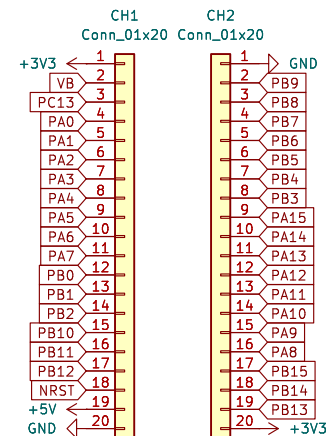 CH1 CH2
Conn_01x20 Conn_01x20
+3V3 1 1 GND
VB 2 2 PB9
PC13 3 3 PB8
PA0 4 4 PB7
PA1 5 5 PB6
PA2 6 6 PB5
PA3 7 7 PB4
PA4 8 8 PB3
PA5 9 9 PA15
PA6 10 10 PA14
PA7 11 11 PA13
PB0 12 12 PA12
PB1 13 13 PA11
PB2 14 14 PA10
PB10 15 15 PA9
PB11 16 16 PA8
PB12 17 17 PB15
NRST 18 18 PB14
+5V 19 19 PB13
GND 20 20 +3V3